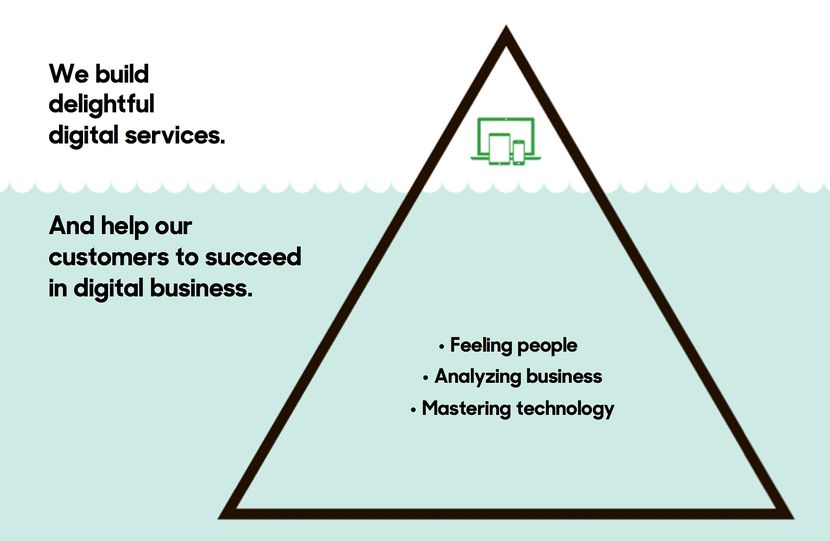 We build
delightful
digital services.
And help our
customers to succeed
in digital business.
• Feeling people
• Analyzing business
• Mastering technology